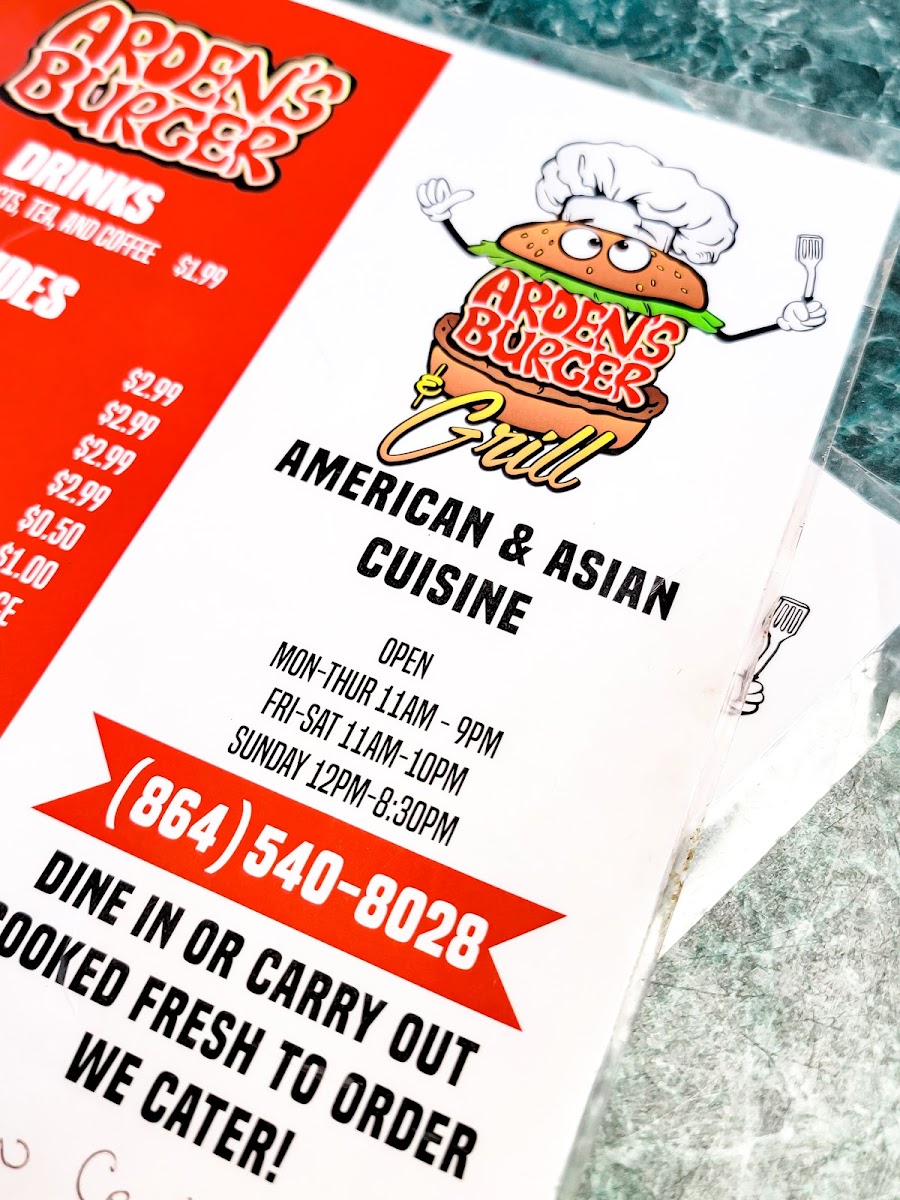 ARDEN'S
BURGER
DRINKS
TEA, AND COFFEE $1.99
$2.99
$2.99
$2.99
$2.99
$0.50
$1.00
ARDEN'S
BURGER
& Grill
AMERICAN & ASIAN
CUISINE
OPEN
MON-THUR 11AM - 9PM
FRI-SAT 11AM-10PM
SUNDAY 12PM-8:30PM
(864) 540-8028
DINE IN OR CARRY OUT
COOKED FRESH TO ORDER
WE CATER!